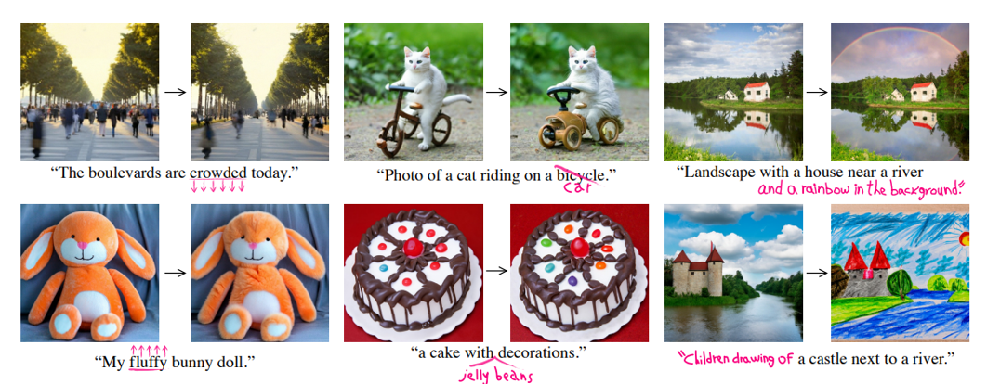 "The boulevards are crowded today."
"Photo of a cat riding on a bicycle."
car
"Landscape with a house near a river
and a rainbow in the background."
"My fluffy bunny doll."
"a cake with decorations."
jelly beans
"Children drawing of a castle next to a river."